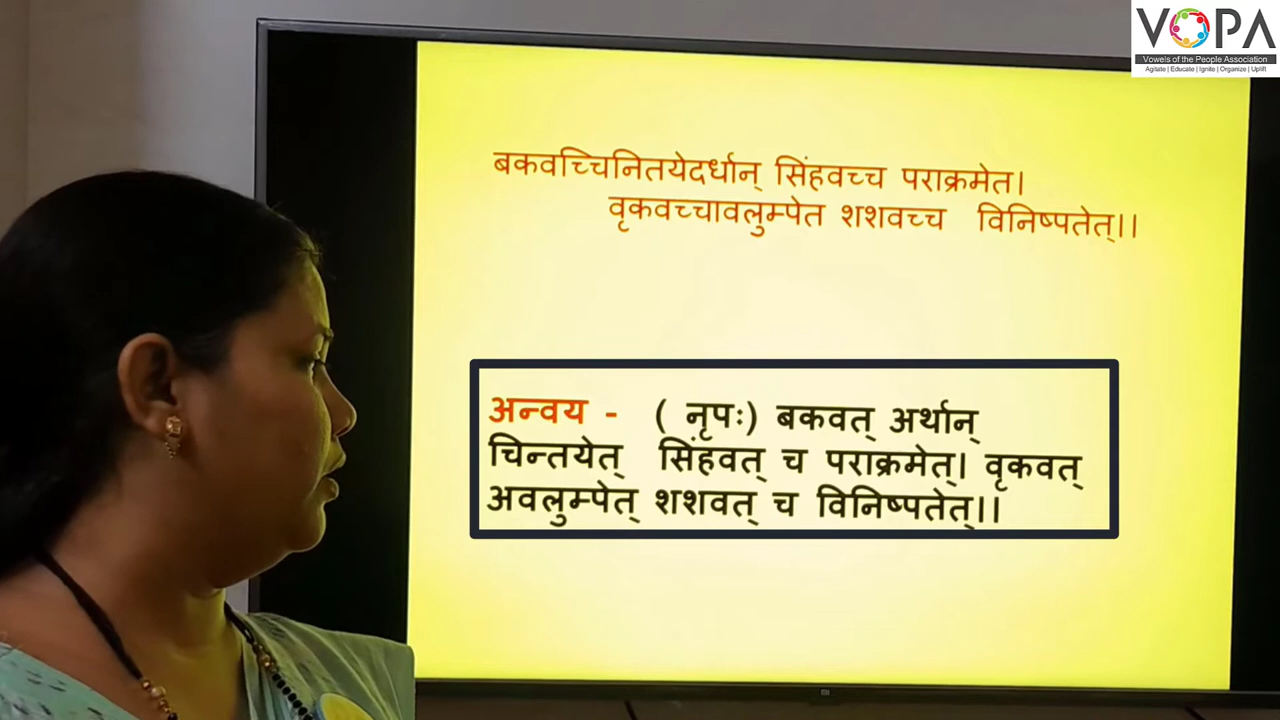 VOPA
Vowels of the People Association
Agitate | Educate | Ignite | Organize | Uplift
बकवच्चिनितयेदर्धान् सिंहवच्च पराक्रमेत।
वृकवच्चावलुम्पेत शशवच्च विनिष्पतेत्।।
अन्वय - ( नृपः) बकवत् अर्थान्
चिन्तयेत् सिंहवत् च पराक्रमेत्। वृकवत्
अवलुम्पेत् शशवत् च विनिष्पतेत्।।
mi